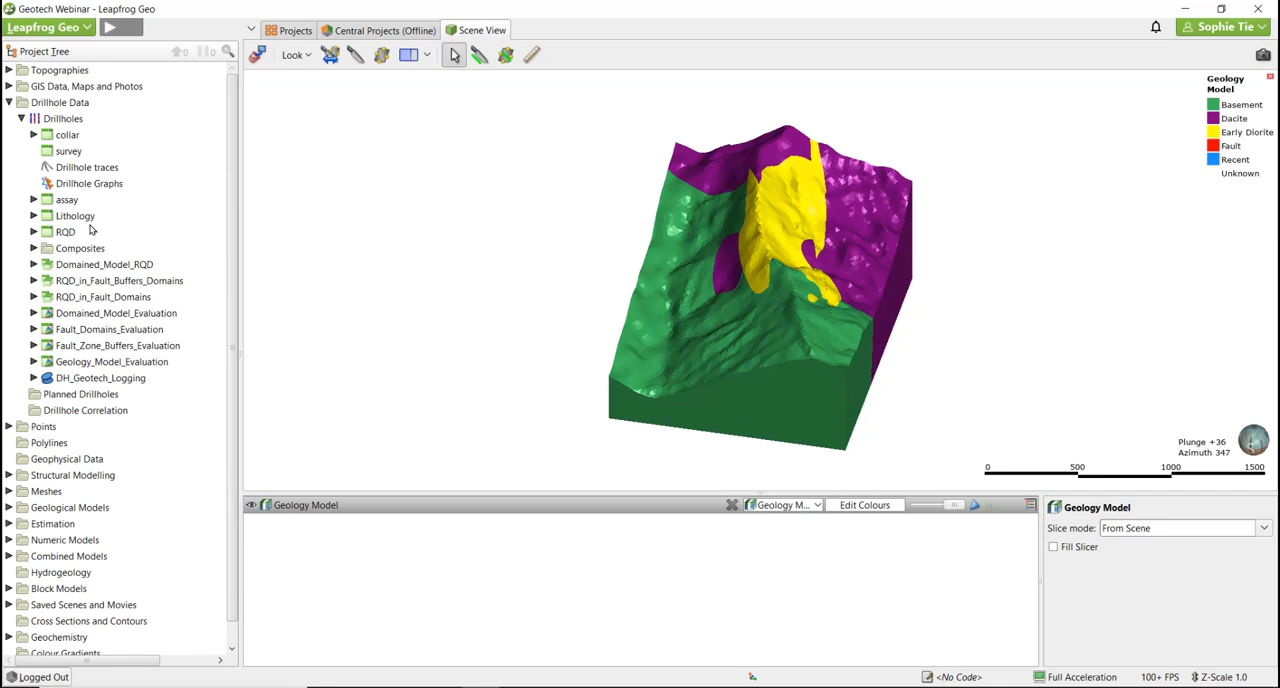 Geotech Webinar - Leapfrog Geo
Leapfrog Geo
Projects
Central Projects (Offline)
Scene View
Sophie Tie
Project Tree
0
0
Look
Topographies
GIS Data, Maps and Photos
Drillhole Data
Drillholes
collar
survey
Drillhole traces
Drillhole Graphs
assay
Lithology
RQD
Composites
Domained_Model_RQD
RQD_in_Fault_Buffers_Domains
RQD_in_Fault_Domains
Domained_Model_Evaluation
Fault_Domains_Evaluation
Fault_Zone_Buffers_Evaluation
Geology_Model_Evaluation
DH_Geotech_Logging
Planned Drillholes
Drillhole Correlation
Points
Polylines
Geophysical Data
Structural Modelling
Meshes
Geological Models
Estimation
Numeric Models
Combined Models
Hydrogeology
Block Models
Saved Scenes and Movies
Cross Sections and Contours
Geochemistry
Colour Gradients
Geology
Model
Basement
Dacite
Early Diorite
Fault
Recent
Unknown
Plunge +36
Azimuth 347
0 500 1000 1500
Geology Model
Geology M...
Edit Colours
Geology Model
Slice mode: From Scene
Fill Slicer
Logged Out
<No Code>
Full Acceleration
100+ FPS
Z-Scale 1.0